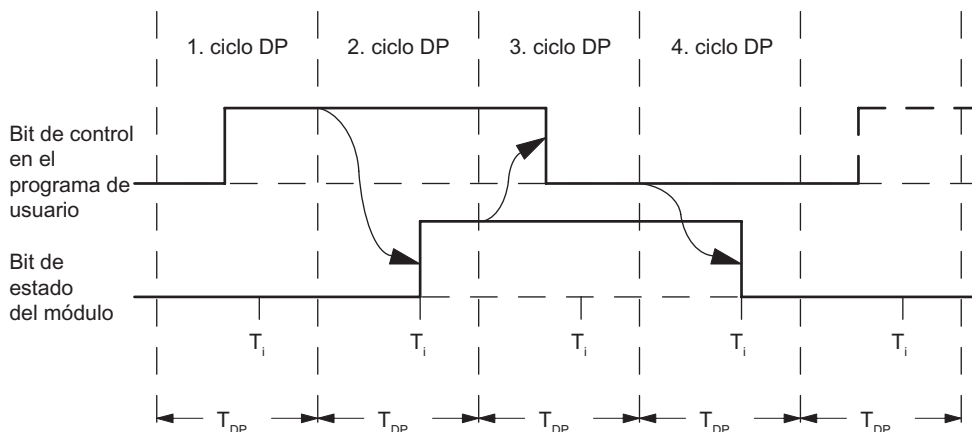 1. ciclo DP 2. ciclo DP 3. ciclo DP 4. ciclo DP
Bit de control
en el
programa de
usuario
Bit de
estado
del módulo
Ti Ti Ti Ti Ti
TDP TDP TDP TDP TDP